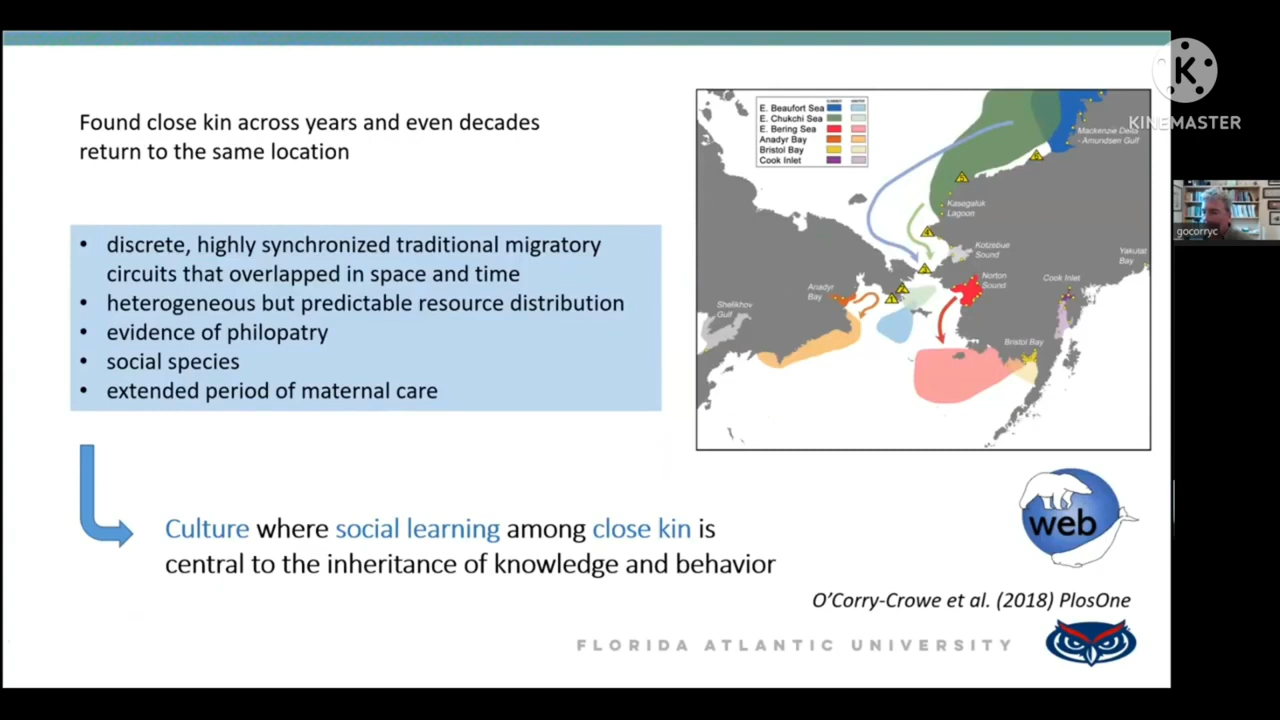 KINEMASTER
Found close kin across years and even decades
return to the same location
• discrete, highly synchronized traditional migratory
circuits that overlapped in space and time
• heterogeneous but predictable resource distribution
• evidence of philopatry
• social species
• extended period of maternal care
Culture where social learning among close kin is
central to the inheritance of knowledge and behavior
E. Beaufort Sea
E. Chukchi Sea
E. Bering Sea
Anadyr Bay
Bristol Bay
Cook Inlet
Mackenzie Delta
- Amundsen Gulf
Kasegaluk
Lagoon
Kotzebue
Sound
Norton
Sound
Cook Inlet
Yakutat
Bay
Anadyr
Bay
Shelikhov
Gulf
Bristol Bay
gocorryc
web
O'Corry-Crowe et al. (2018) PlosOne
FLORIDA ATLANTIC UNIVERSITY